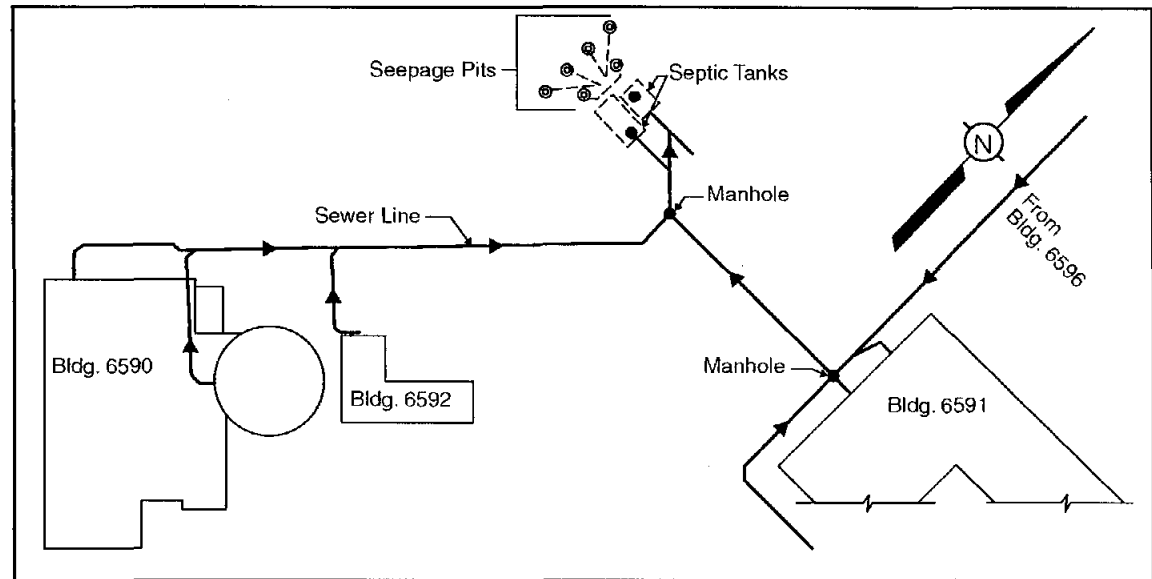 Seepage Pits
Septic Tanks
N
Manhole
Sewer Line
From
Bldg. 6596
Bldg. 6590
Manhole
Bldg. 6592
Bldg. 6591